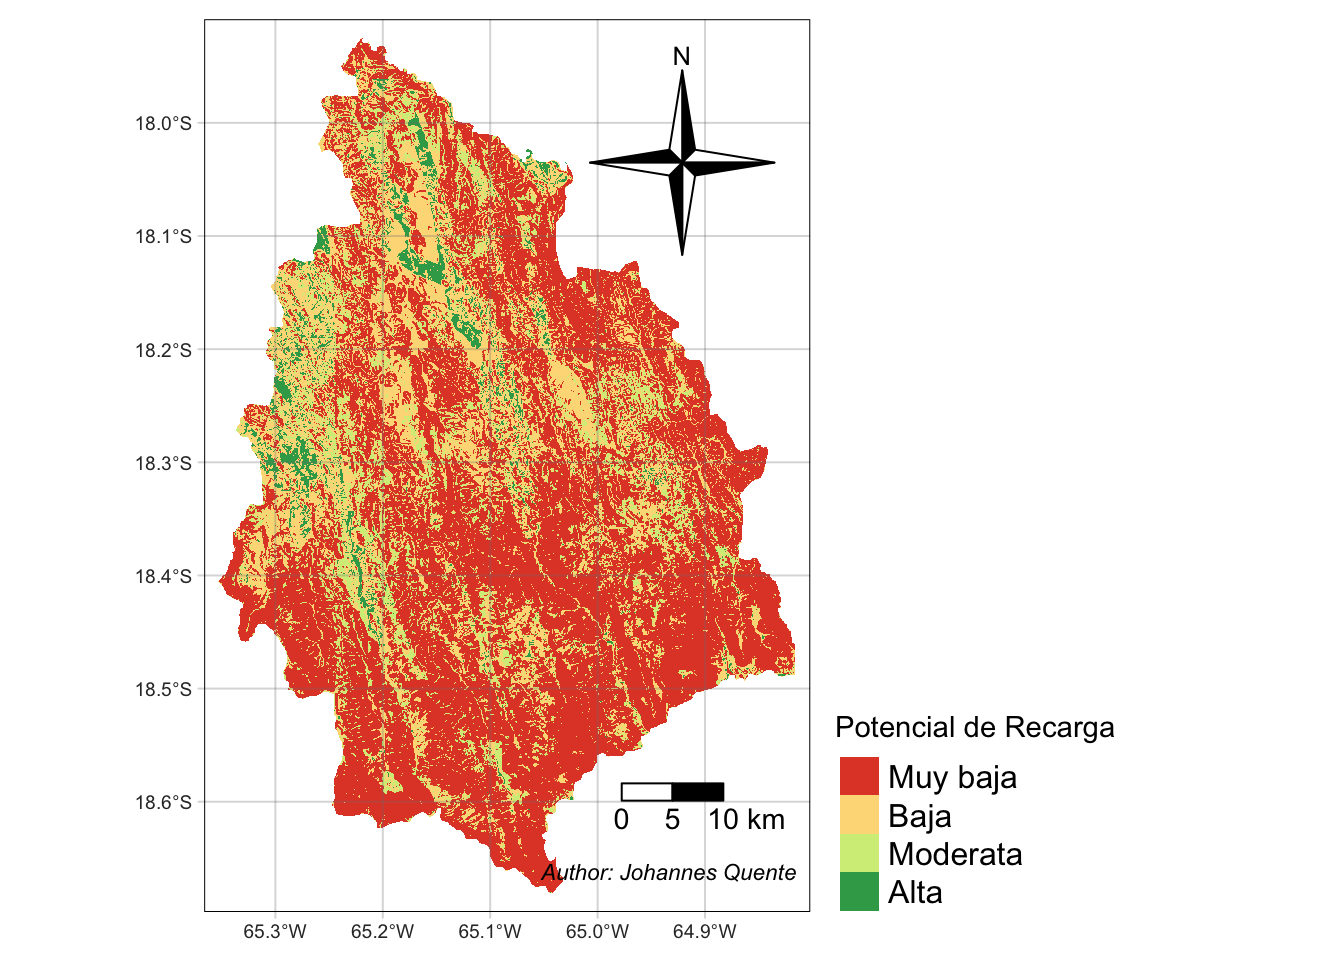 N
18.0°S
18.1°S
18.2°S
18.3°S
18.4°S
18.5°S
18.6°S
65.3°W 65.2°W 65.1°W 65.0°W 64.9°W
0 5 10 km
Author: Johannes Quente
Potencial de Recarga
Muy baja
Baja
Moderata
Alta